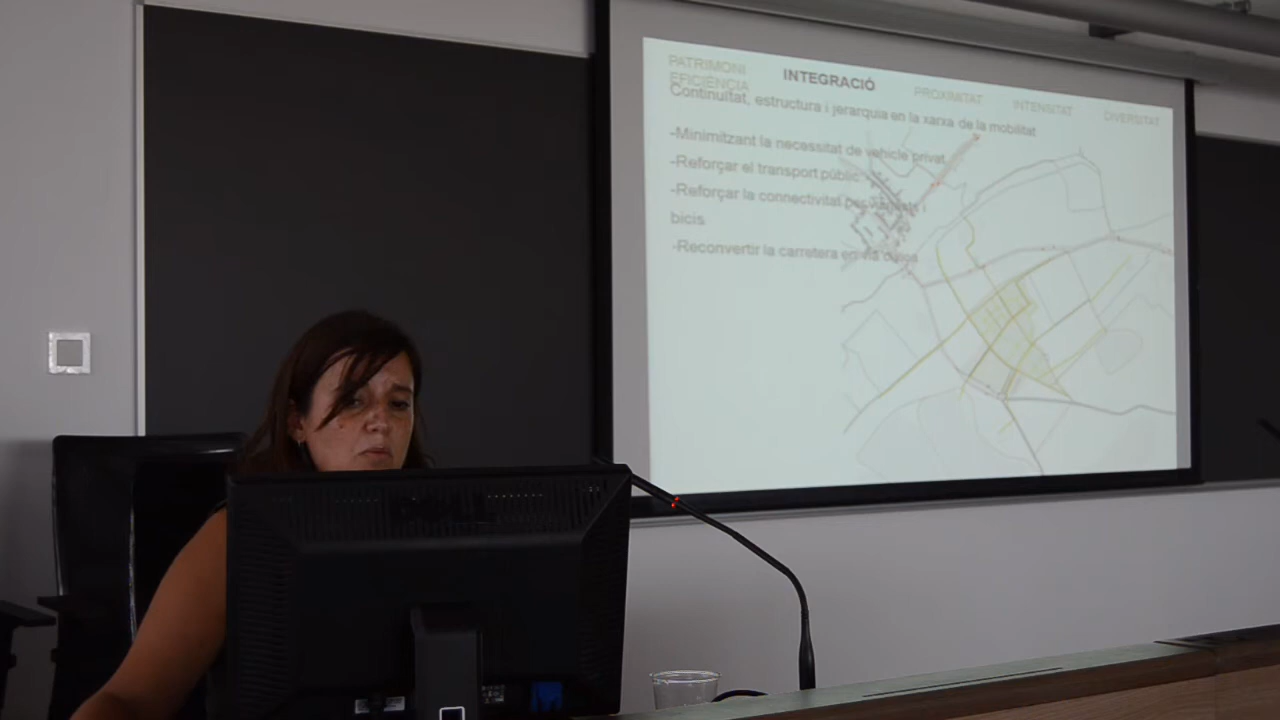 PATRIMONI INTEGRACIÓ PROXIMITAT INTENSITAT DIVERSITAT
EFICIÈNCIA
Continuïtat, estructura i jerarquia en la xarxa de la mobilitat
-Minimitzant la necessitat de vehicle privat
-Reforçar el transport públic
-Reforçar la connectivitat i
bicis
-Reconvertir la carretera en via